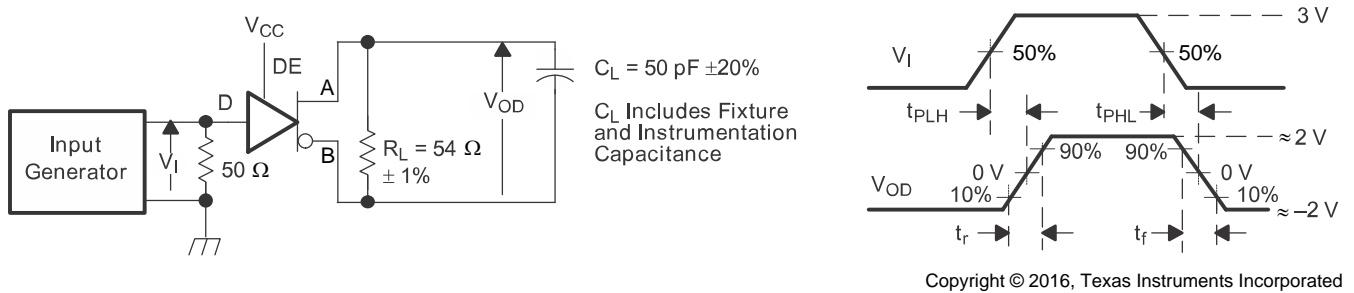 V_CC
DE
D
A
B
Input
Generator
V_I
50 Ω
R_L = 54 Ω
± 1%
V_OD
C_L = 50 pF ±20%
C_L Includes Fixture
and Instrumentation
Capacitance
3 V
V_I
50%
50%
t_PLH
t_PHL
≈ 2 V
90%
90%
0 V
0 V
V_OD
10%
10%
≈ –2 V
t_r
t_f
Copyright © 2016, Texas Instruments Incorporated